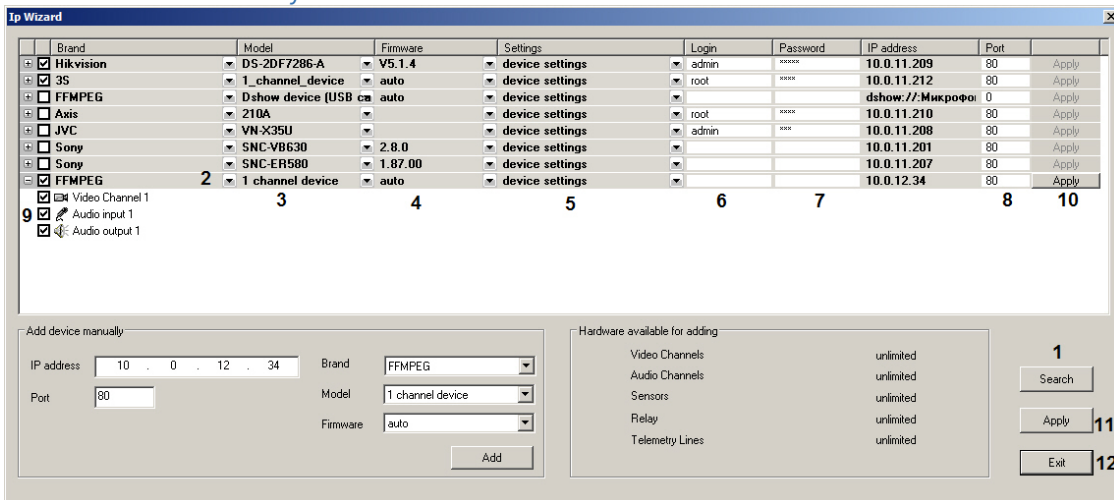 Ip Wizard
Brand Model Firmware Settings Login Password IP address Port
Hikvision DS-2DF7286-A V5.1.4 device settings admin xxxxx 10.0.11.209 80 Apply
3S 1_channel_device auto device settings root xxxx 10.0.11.212 80 Apply
FFMPEG Dshow device (USB ca auto device settings dshow://:Микрофо 0 Apply
Axis 210A device settings root xxxx 10.0.11.210 80 Apply
JVC VN-X35U device settings admin xxx 10.0.11.208 80 Apply
Sony SNC-VB630 2.8.0 device settings 10.0.11.201 80 Apply
Sony SNC-ER580 1.87.00 device settings 10.0.11.207 80 Apply
FFMPEG 2 1 channel device auto device settings 10.0.12.34 80 Apply
Video Channel 1 3 4 5 6 7 8 10
9 Audio input 1
Audio output 1
Add device manually
IP address 10 . 0 . 12 . 34 Brand FFMPEG
Port 80 Model 1 channel device
Firmware auto
Add
Hardware available for adding
Video Channels unlimited
Audio Channels unlimited
Sensors unlimited
Relay unlimited
Telemetry Lines unlimited
1
Search
Apply 11
Exit 12